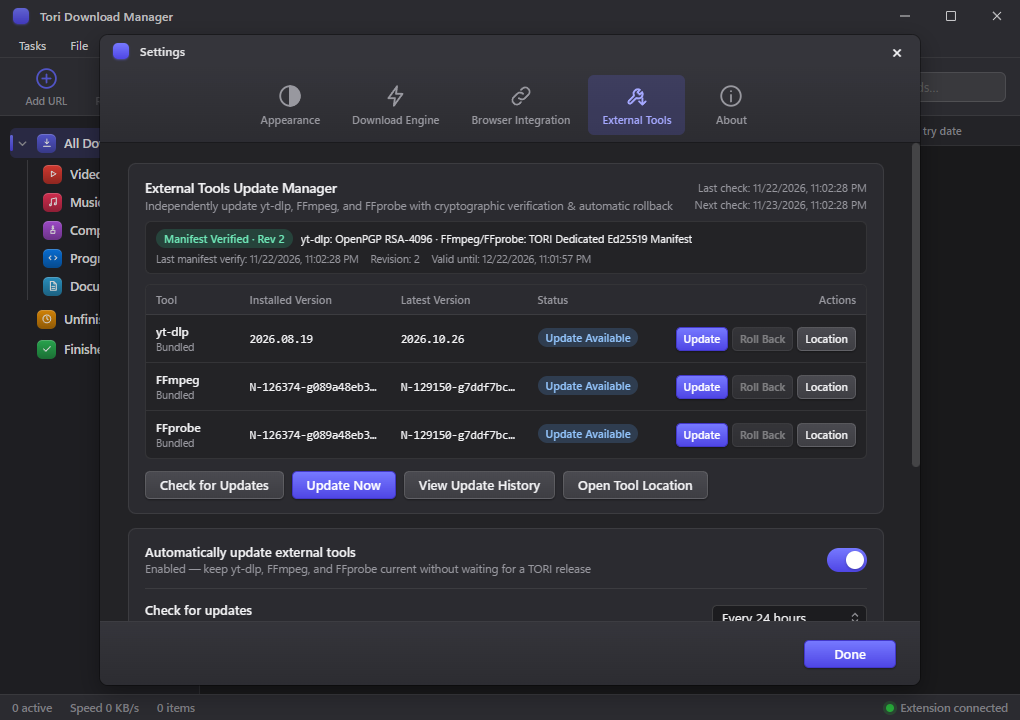 Tori Download Manager
Tasks File
Settings
Add URL
Appearance Download Engine Browser Integration External Tools About
try date
All Do
Video
Music
Comp
Progr
Docu
Unfinis
Finishe
External Tools Update Manager
Last check: 11/22/2026, 11:02:28 PM
Independently update yt-dlp, FFmpeg, and FFprobe with cryptographic verification & automatic rollback
Next check: 11/23/2026, 11:02:28 PM
Manifest Verified · Rev 2 yt-dlp: OpenPGP RSA-4096 · FFmpeg/FFprobe: TORI Dedicated Ed25519 Manifest
Last manifest verify: 11/22/2026, 11:02:28 PM Revision: 2 Valid until: 12/22/2026, 11:01:57 PM
Tool Installed Version Latest Version Status Actions
yt-dlp
Bundled
2026.08.19 2026.10.26 Update Available Update Roll Back Location
FFmpeg
Bundled
N-126374-g089a48eb3… N-129150-g7ddf7bc… Update Available Update Roll Back Location
FFprobe
Bundled
N-126374-g089a48eb3… N-129150-g7ddf7bc… Update Available Update Roll Back Location
Check for Updates Update Now View Update History Open Tool Location
Automatically update external tools
Enabled — keep yt-dlp, FFmpeg, and FFprobe current without waiting for a TORI release
Check for updates
Every 24 hours
Done
0 active Speed 0 KB/s 0 items
Extension connected